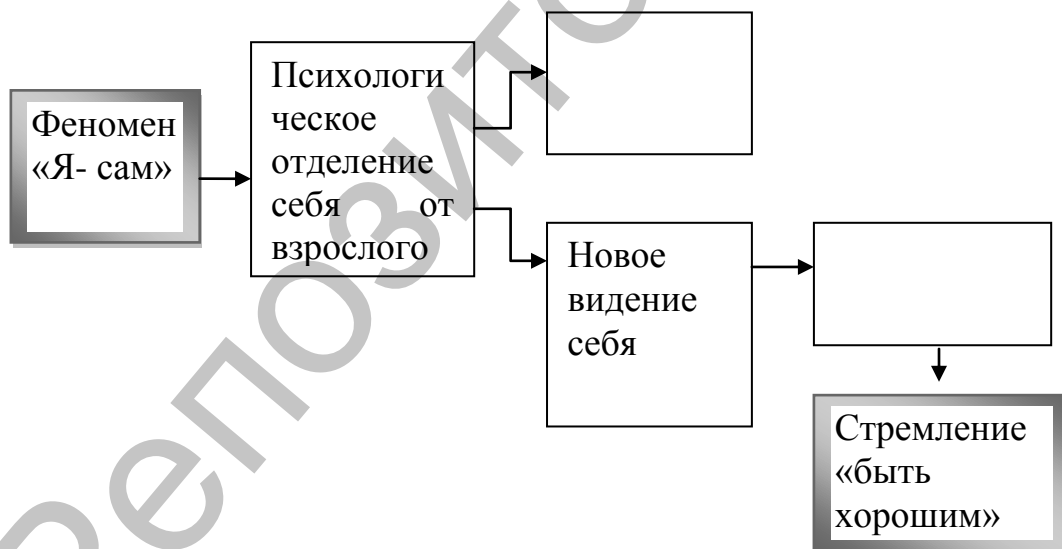 Феномен
«Я- сам»
Психологи
ческое
отделение
себя от
взрослого
Новое
видение
себя
Стремление
«быть
хорошим»